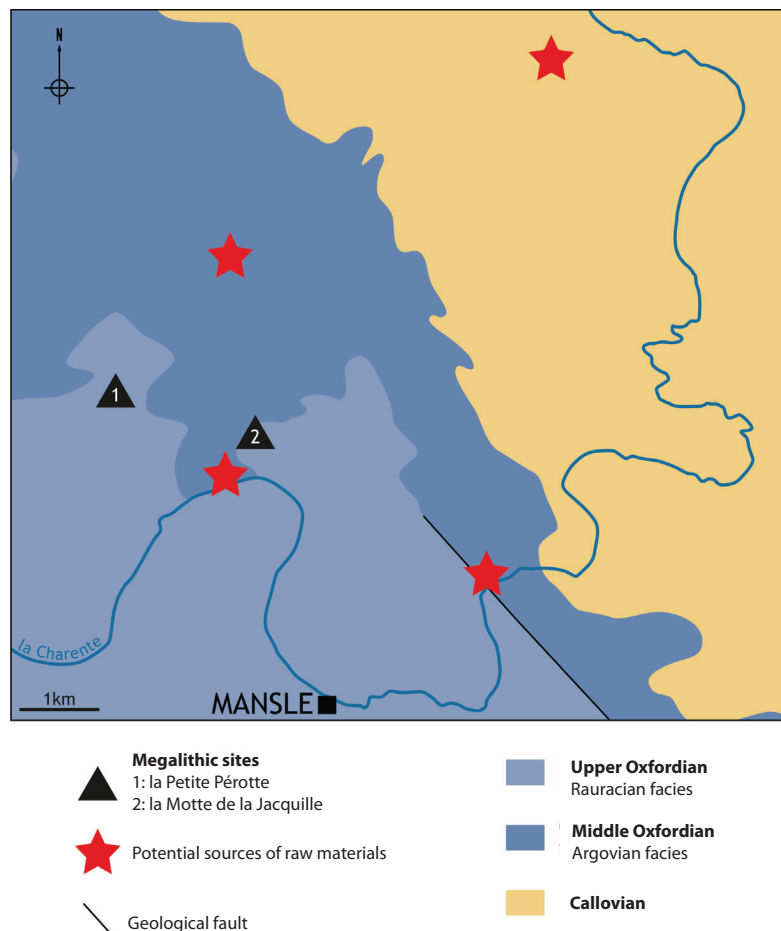 N
1
2
la Charente
1km
MANSLE
Megalithic sites
1: la Petite Pérotte
2: la Motte de la Jacquille
Potential sources of raw materials
Geological fault
Upper Oxfordian
Rauracian facies
Middle Oxfordian
Argovian facies
Callovian